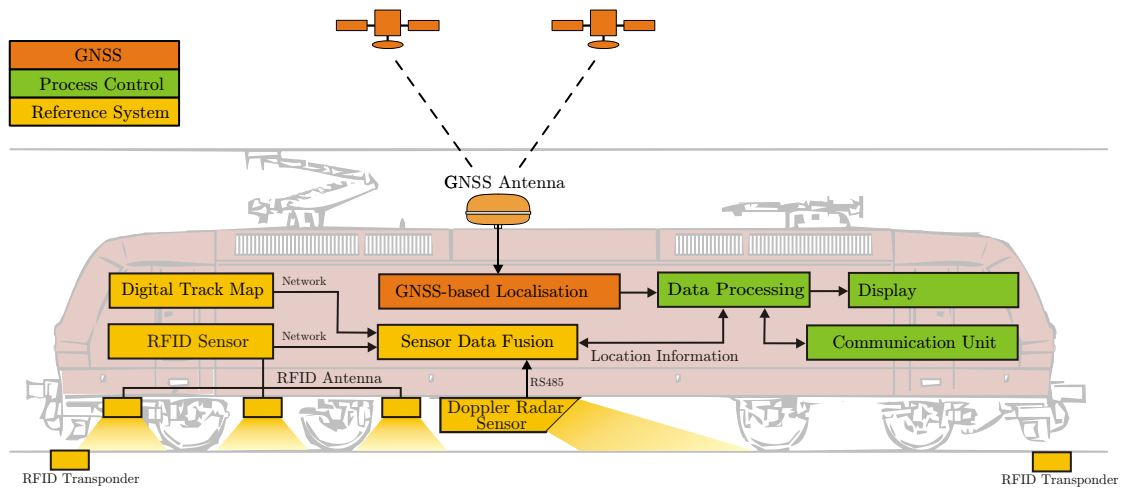 GNSS
Process Control
Reference System
GNSS Antenna
Digital Track Map
Network
GNSS-based Localisation
Data Processing
Display
RFID Sensor
Network
Sensor Data Fusion
Location Information
Communication Unit
RFID Antenna
RS485
Doppler Radar
Sensor
RFID Transponder
RFID Transponder